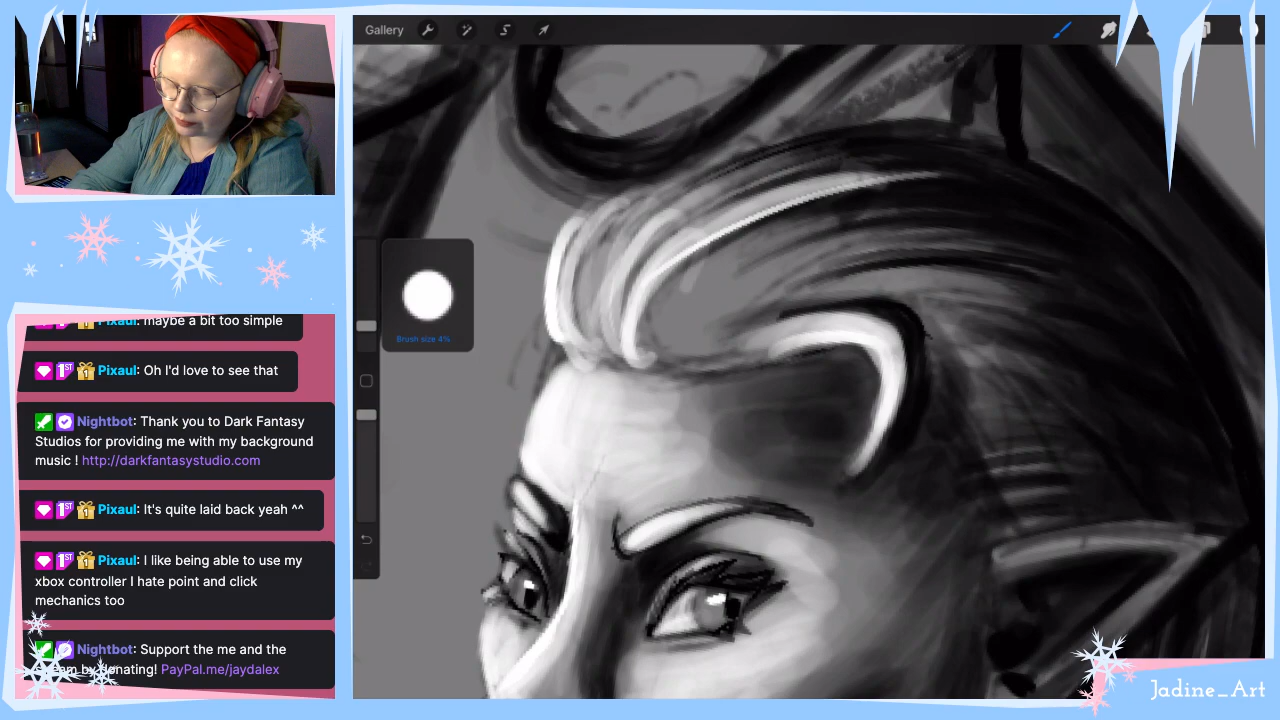 Gallery
Brush size 4%
Pixaul: maybe a bit too simple
Pixaul: Oh I'd love to see that
Nightbot: Thank you to Dark Fantasy
Studios for providing me with my background
music ! http://darkfantasystudio.com
Pixaul: It's quite laid back yeah ^^
Pixaul: I like being able to use my
xbox controller I hate point and click
mechanics too
Nightbot: Support the me and the
by donating! PayPal.me/jaydalex
Jadine_Art